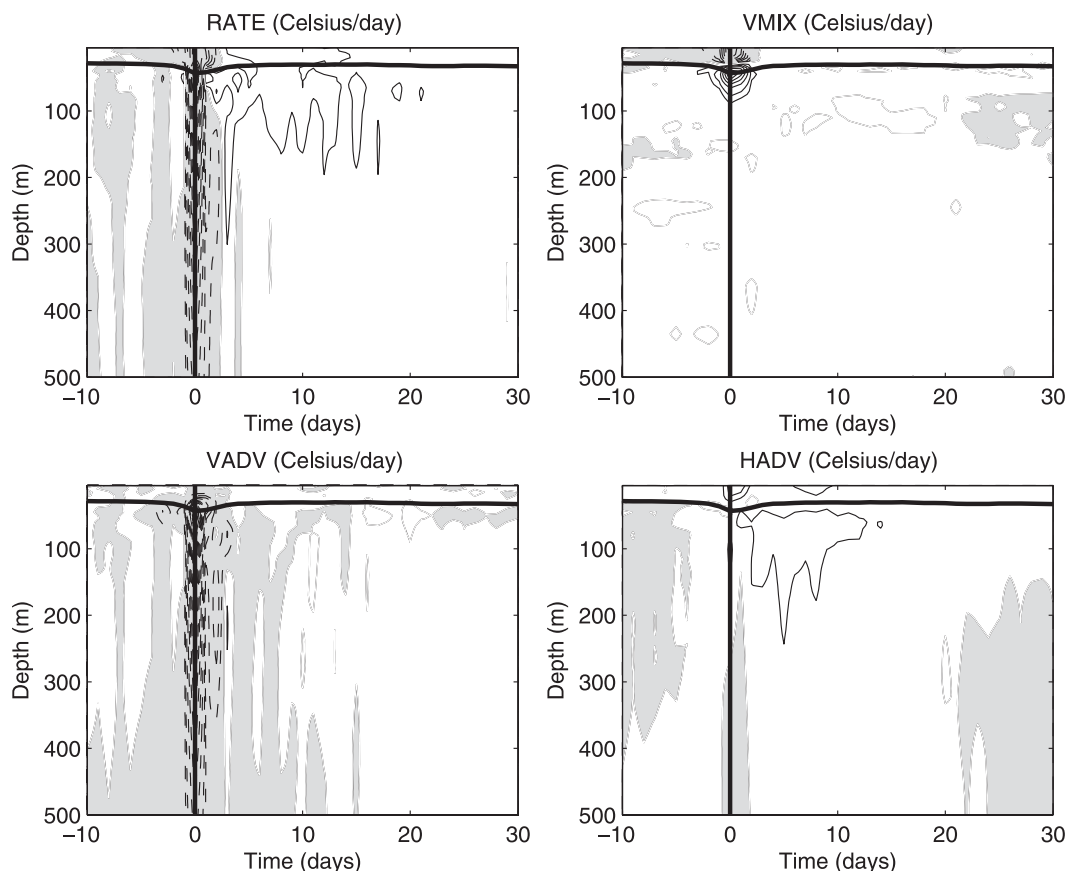 RATE (Celsius/day)
Depth (m)
100
200
300
400
500
−10 0 10 20 30
Time (days)
VMIX (Celsius/day)
Depth (m)
100
200
300
400
500
−10 0 10 20 30
Time (days)
VADV (Celsius/day)
Depth (m)
100
200
300
400
500
−10 0 10 20 30
Time (days)
HADV (Celsius/day)
Depth (m)
100
200
300
400
500
−10 0 10 20 30
Time (days)